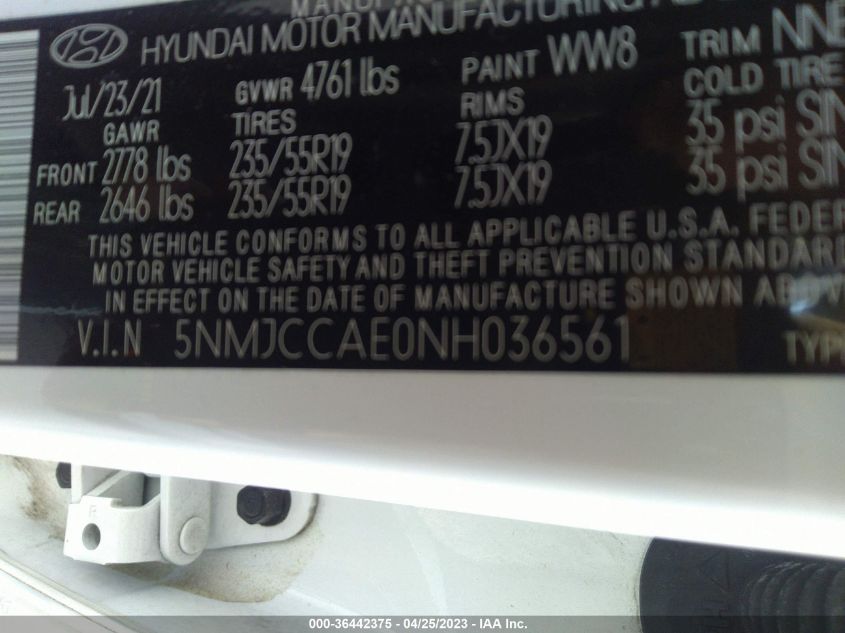 HYUNDAI MOTOR MANUFACTURING
Jul/23/21 GVWR 4761 lbs PAINT WW8 TRIM NNB
GAWR TIRES RIMS COLD TIRE
FRONT 2778 lbs 235/55R19 7.5JX19 35 psi SIN
REAR 2646 lbs 235/55R19 7.5JX19 35 psi SIN
THIS VEHICLE CONFORMS TO ALL APPLICABLE U.S.A. FEDER
MOTOR VEHICLE SAFETY AND THEFT PREVENTION STANDARD
IN EFFECT ON THE DATE OF MANUFACTURE SHOWN ABOV
V.I.N 5NMJCCAE0NH036561 TYP
000-36442375 - 04/25/2023 - IAA Inc.